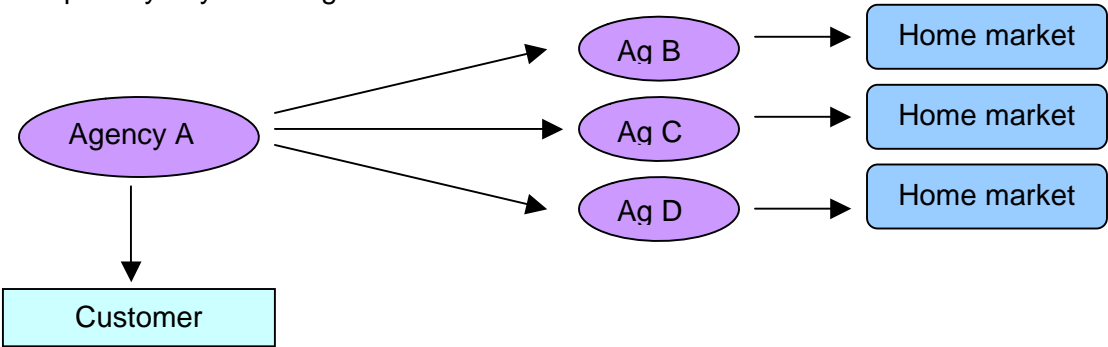 Ag B
Home market
Agency A
Ag C
Home market
Ag D
Home market
Customer